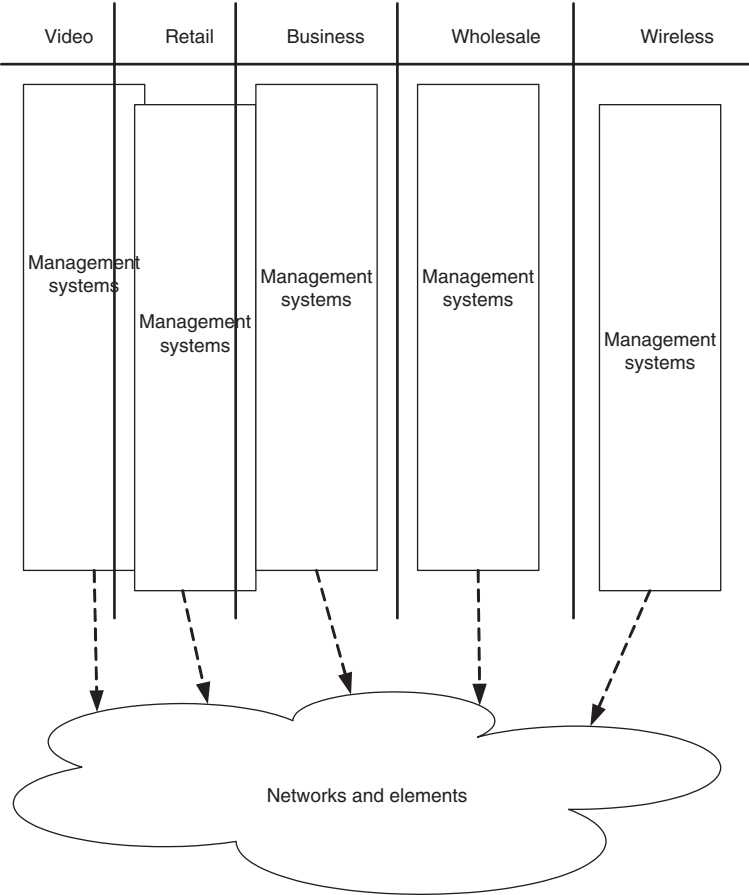 Video Retail Business Wholesale Wireless
Management
systems
Management
systems
Management
systems
Management
systems
Management
systems
Networks and elements